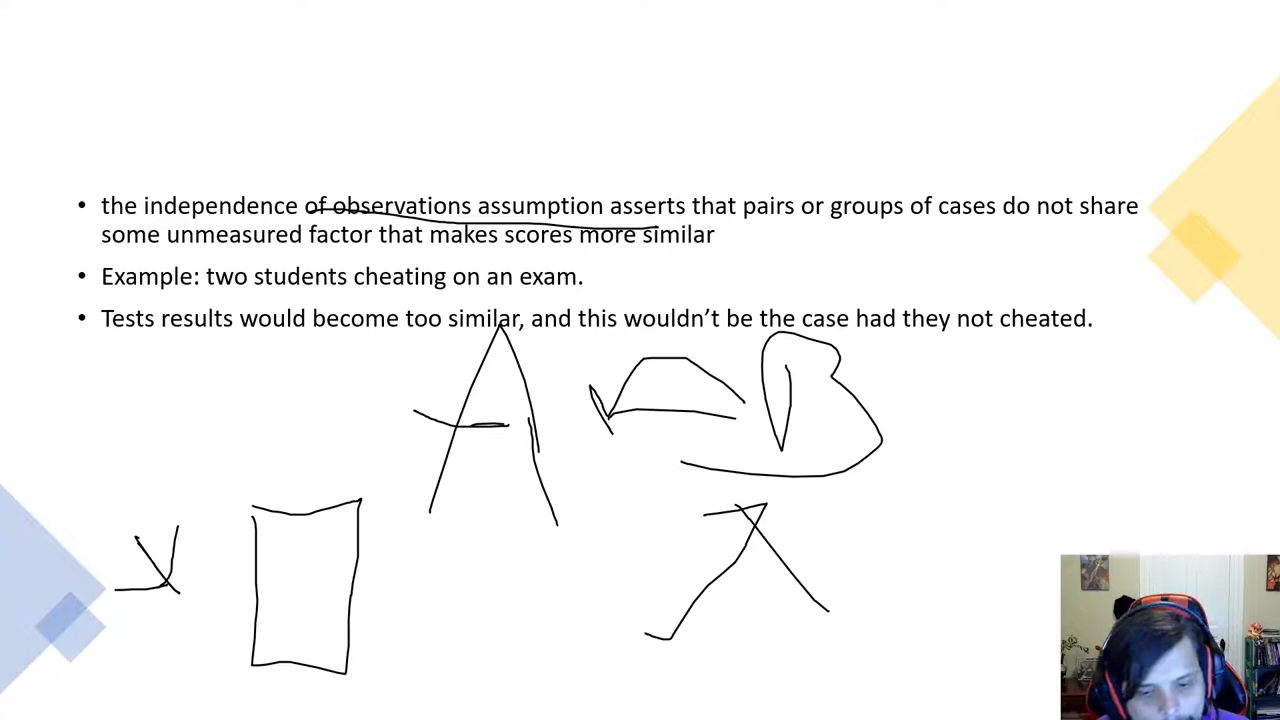 • the independence of observations assumption asserts that pairs or groups of cases do not share
some unmeasured factor that makes scores more similar
• Example: two students cheating on an exam.
• Tests results would become too similar, and this wouldn't be the case had they not cheated.
A B